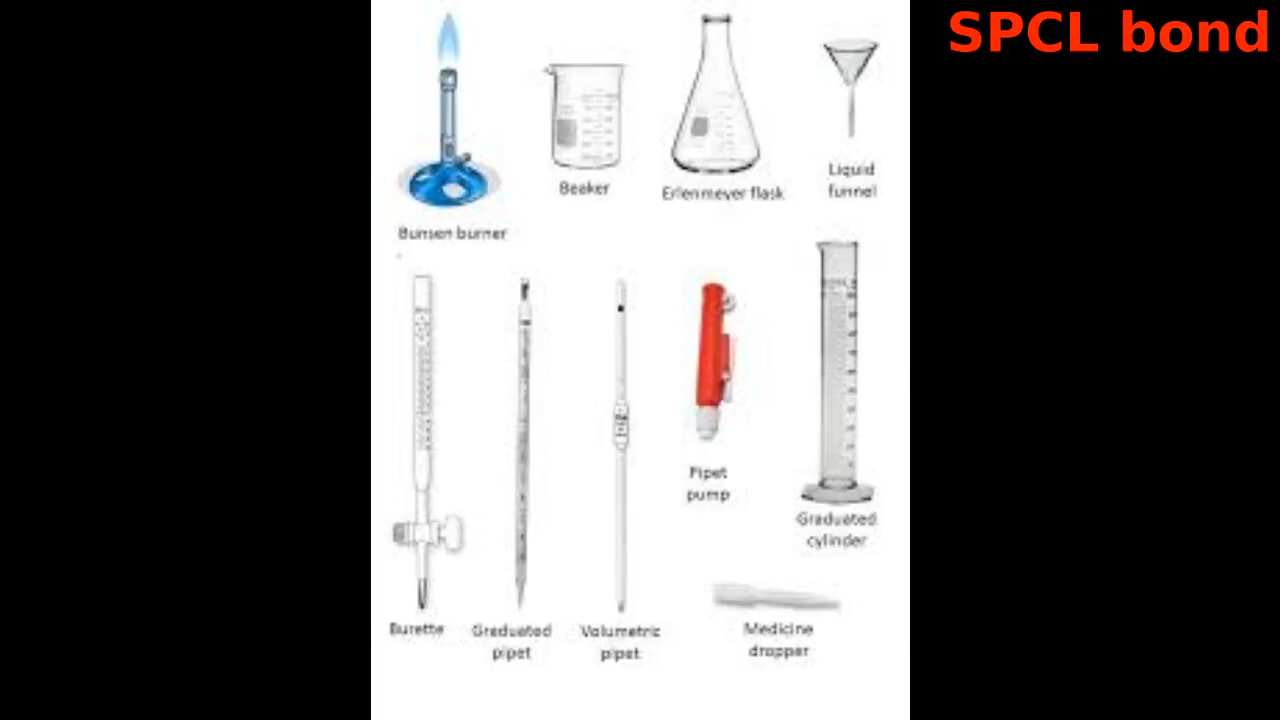 SPCL bond
Bunsen burner
Beaker
Erlenmeyer flask
Liquid
funnel
Burette
Graduated
pipet
Volumetric
pipet
Pipet
pump
Graduated
cylinder
Medicine
dropper